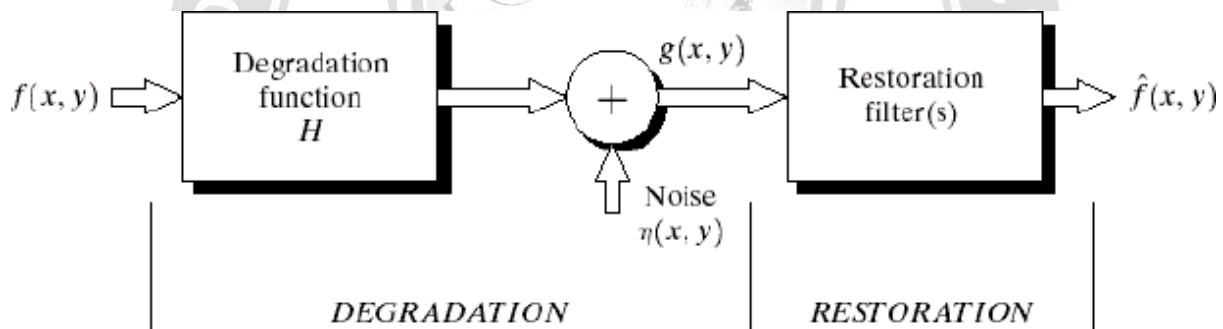 f(x, y)
Degradation
function
H
+
g(x, y)
Noise
η(x, y)
Restoration
filter(s)
f̂(x, y)
DEGRADATION
RESTORATION